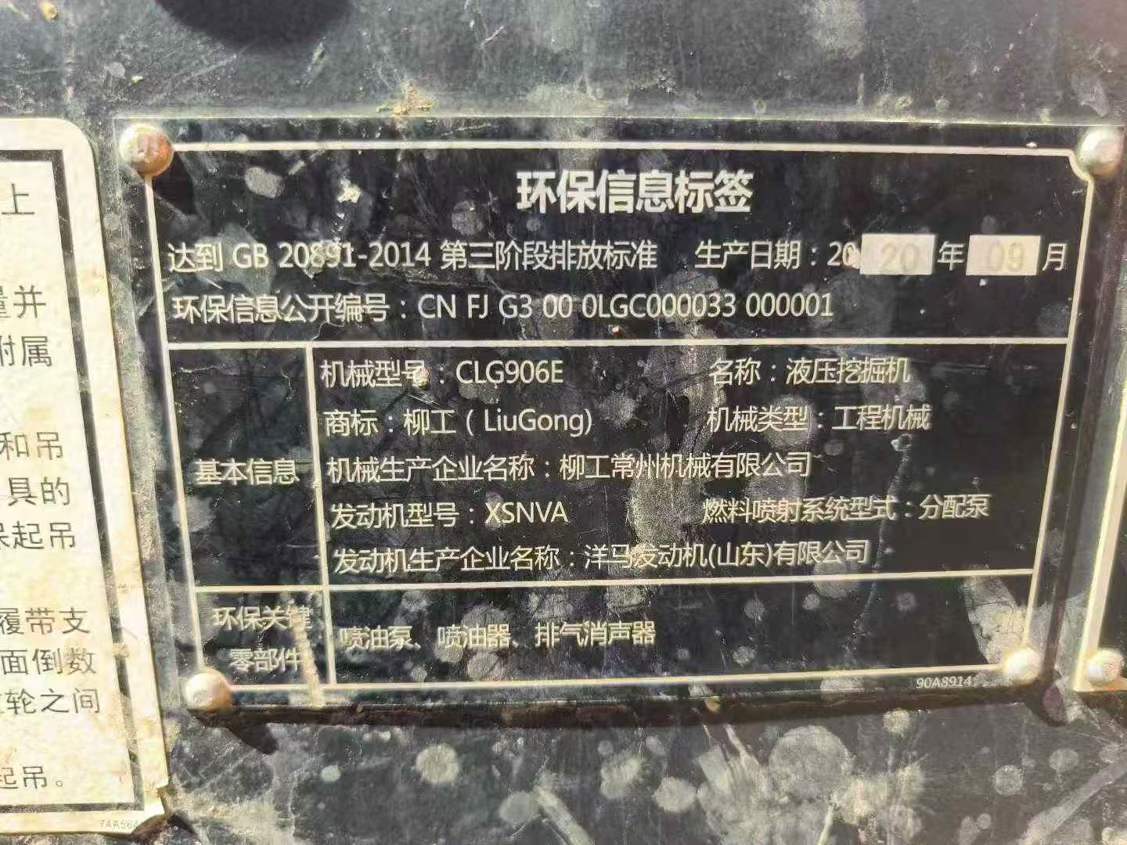 上
量并
附属
和吊
具的
保起吊
履带支
面倒数
轮之间
起吊。
环保信息标签
达到 GB 20891-2014 第三阶段排放标准 生产日期：2020年09月
环保信息公开编号：CN FJ G3 00 0LGC000033 000001
基本信息
机械型号：CLG906E 名称：液压挖掘机
商标：柳工（LiuGong) 机械类型：工程机械
机械生产企业名称：柳工常州机械有限公司
发动机型号：XSNVA 燃料喷射系统型式：分配泵
发动机生产企业名称：洋马发动机(山东)有限公司
环保关键
零部件
喷油泵、喷油器、排气消声器
90A8914